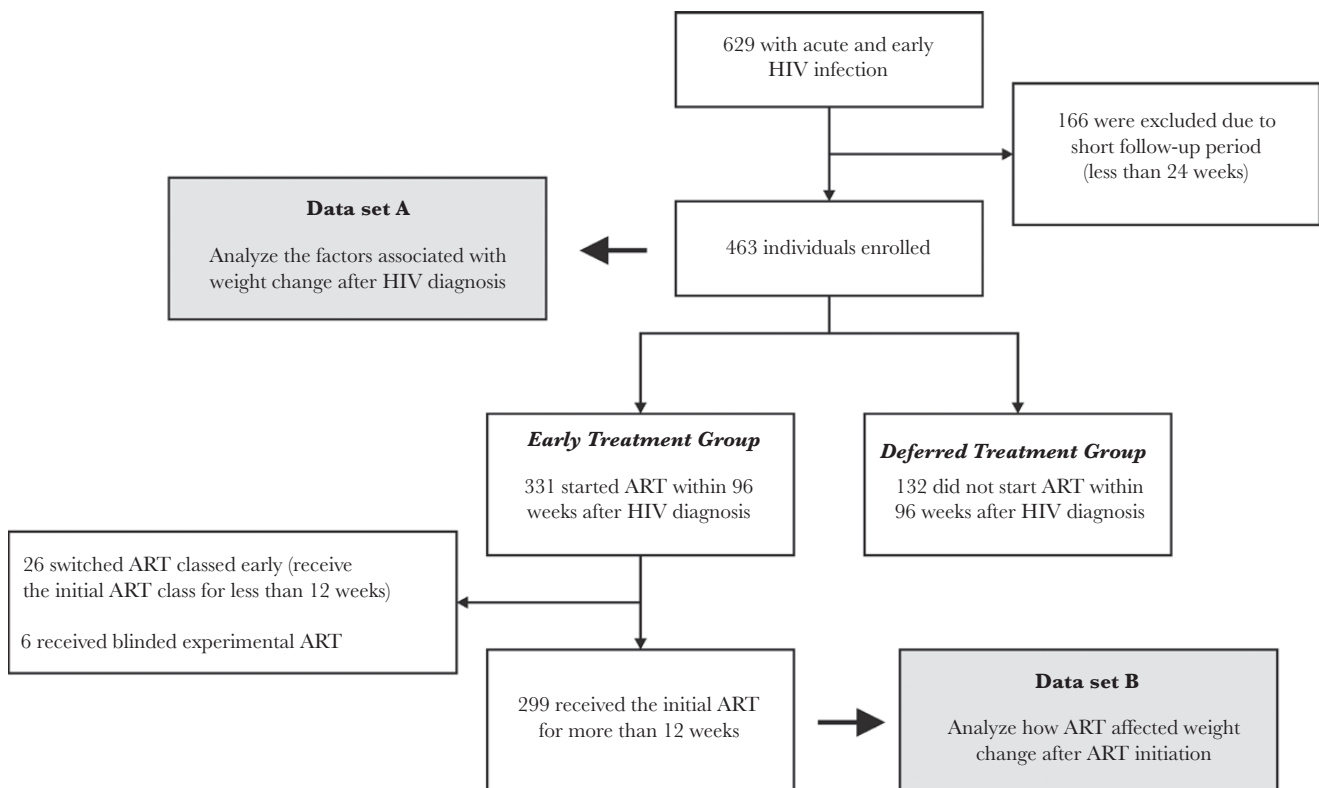 629 with acute and early
HIV infection
166 were excluded due to
short follow-up period
(less than 24 weeks)
Data set A
Analyze the factors associated with
weight change after HIV diagnosis
463 individuals enrolled
Early Treatment Group
331 started ART within 96
weeks after HIV diagnosis
Deferred Treatment Group
132 did not start ART within
96 weeks after HIV diagnosis
26 switched ART classed early (receive
the initial ART class for less than 12 weeks)
6 received blinded experimental ART
299 received the initial ART
for more than 12 weeks
Data set B
Analyze how ART affected weight
change after ART initiation